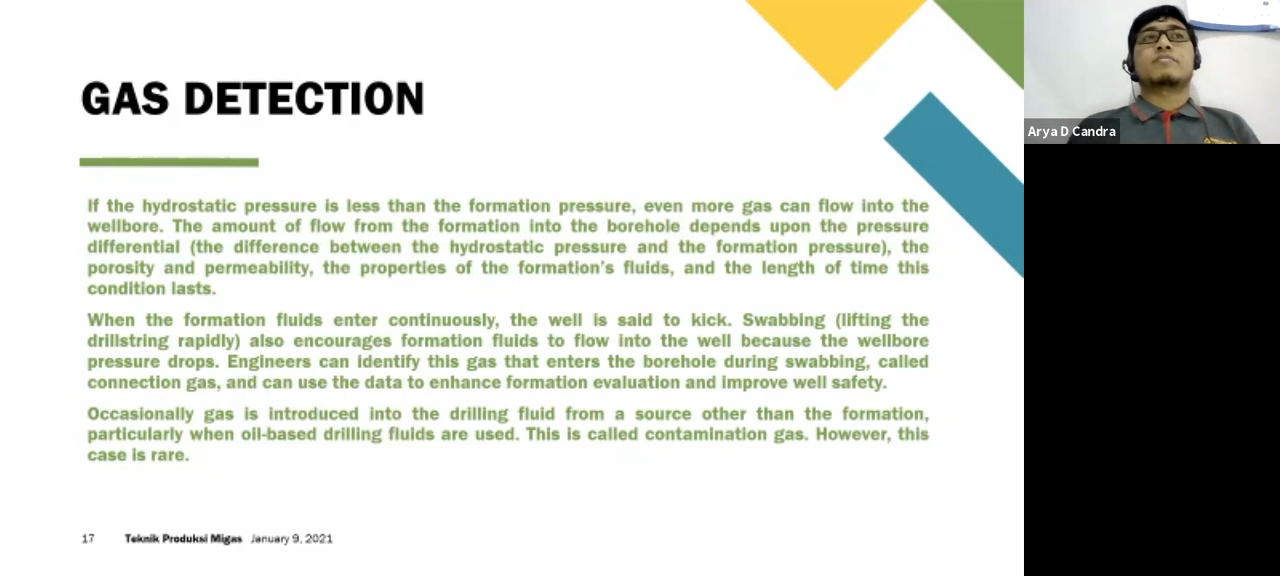 GAS DETECTION
If the hydrostatic pressure is less than the formation pressure, even more gas can flow into the
wellbore. The amount of flow from the formation into the borehole depends upon the pressure
differential (the difference between the hydrostatic pressure and the formation pressure), the
porosity and permeability, the properties of the formation's fluids, and the length of time this
condition lasts.
When the formation fluids enter continuously, the well is said to kick. Swabbing (lifting the
drillstring rapidly) also encourages formation fluids to flow into the well because the wellbore
pressure drops. Engineers can identify this gas that enters the borehole during swabbing, called
connection gas, and can use the data to enhance formation evaluation and improve well safety.
Occasionally gas is introduced into the drilling fluid from a source other than the formation,
particularly when oil-based drilling fluids are used. This is called contamination gas. However, this
case is rare.
17 Teknik Produksi Migas January 9, 2021
Arya D Candra